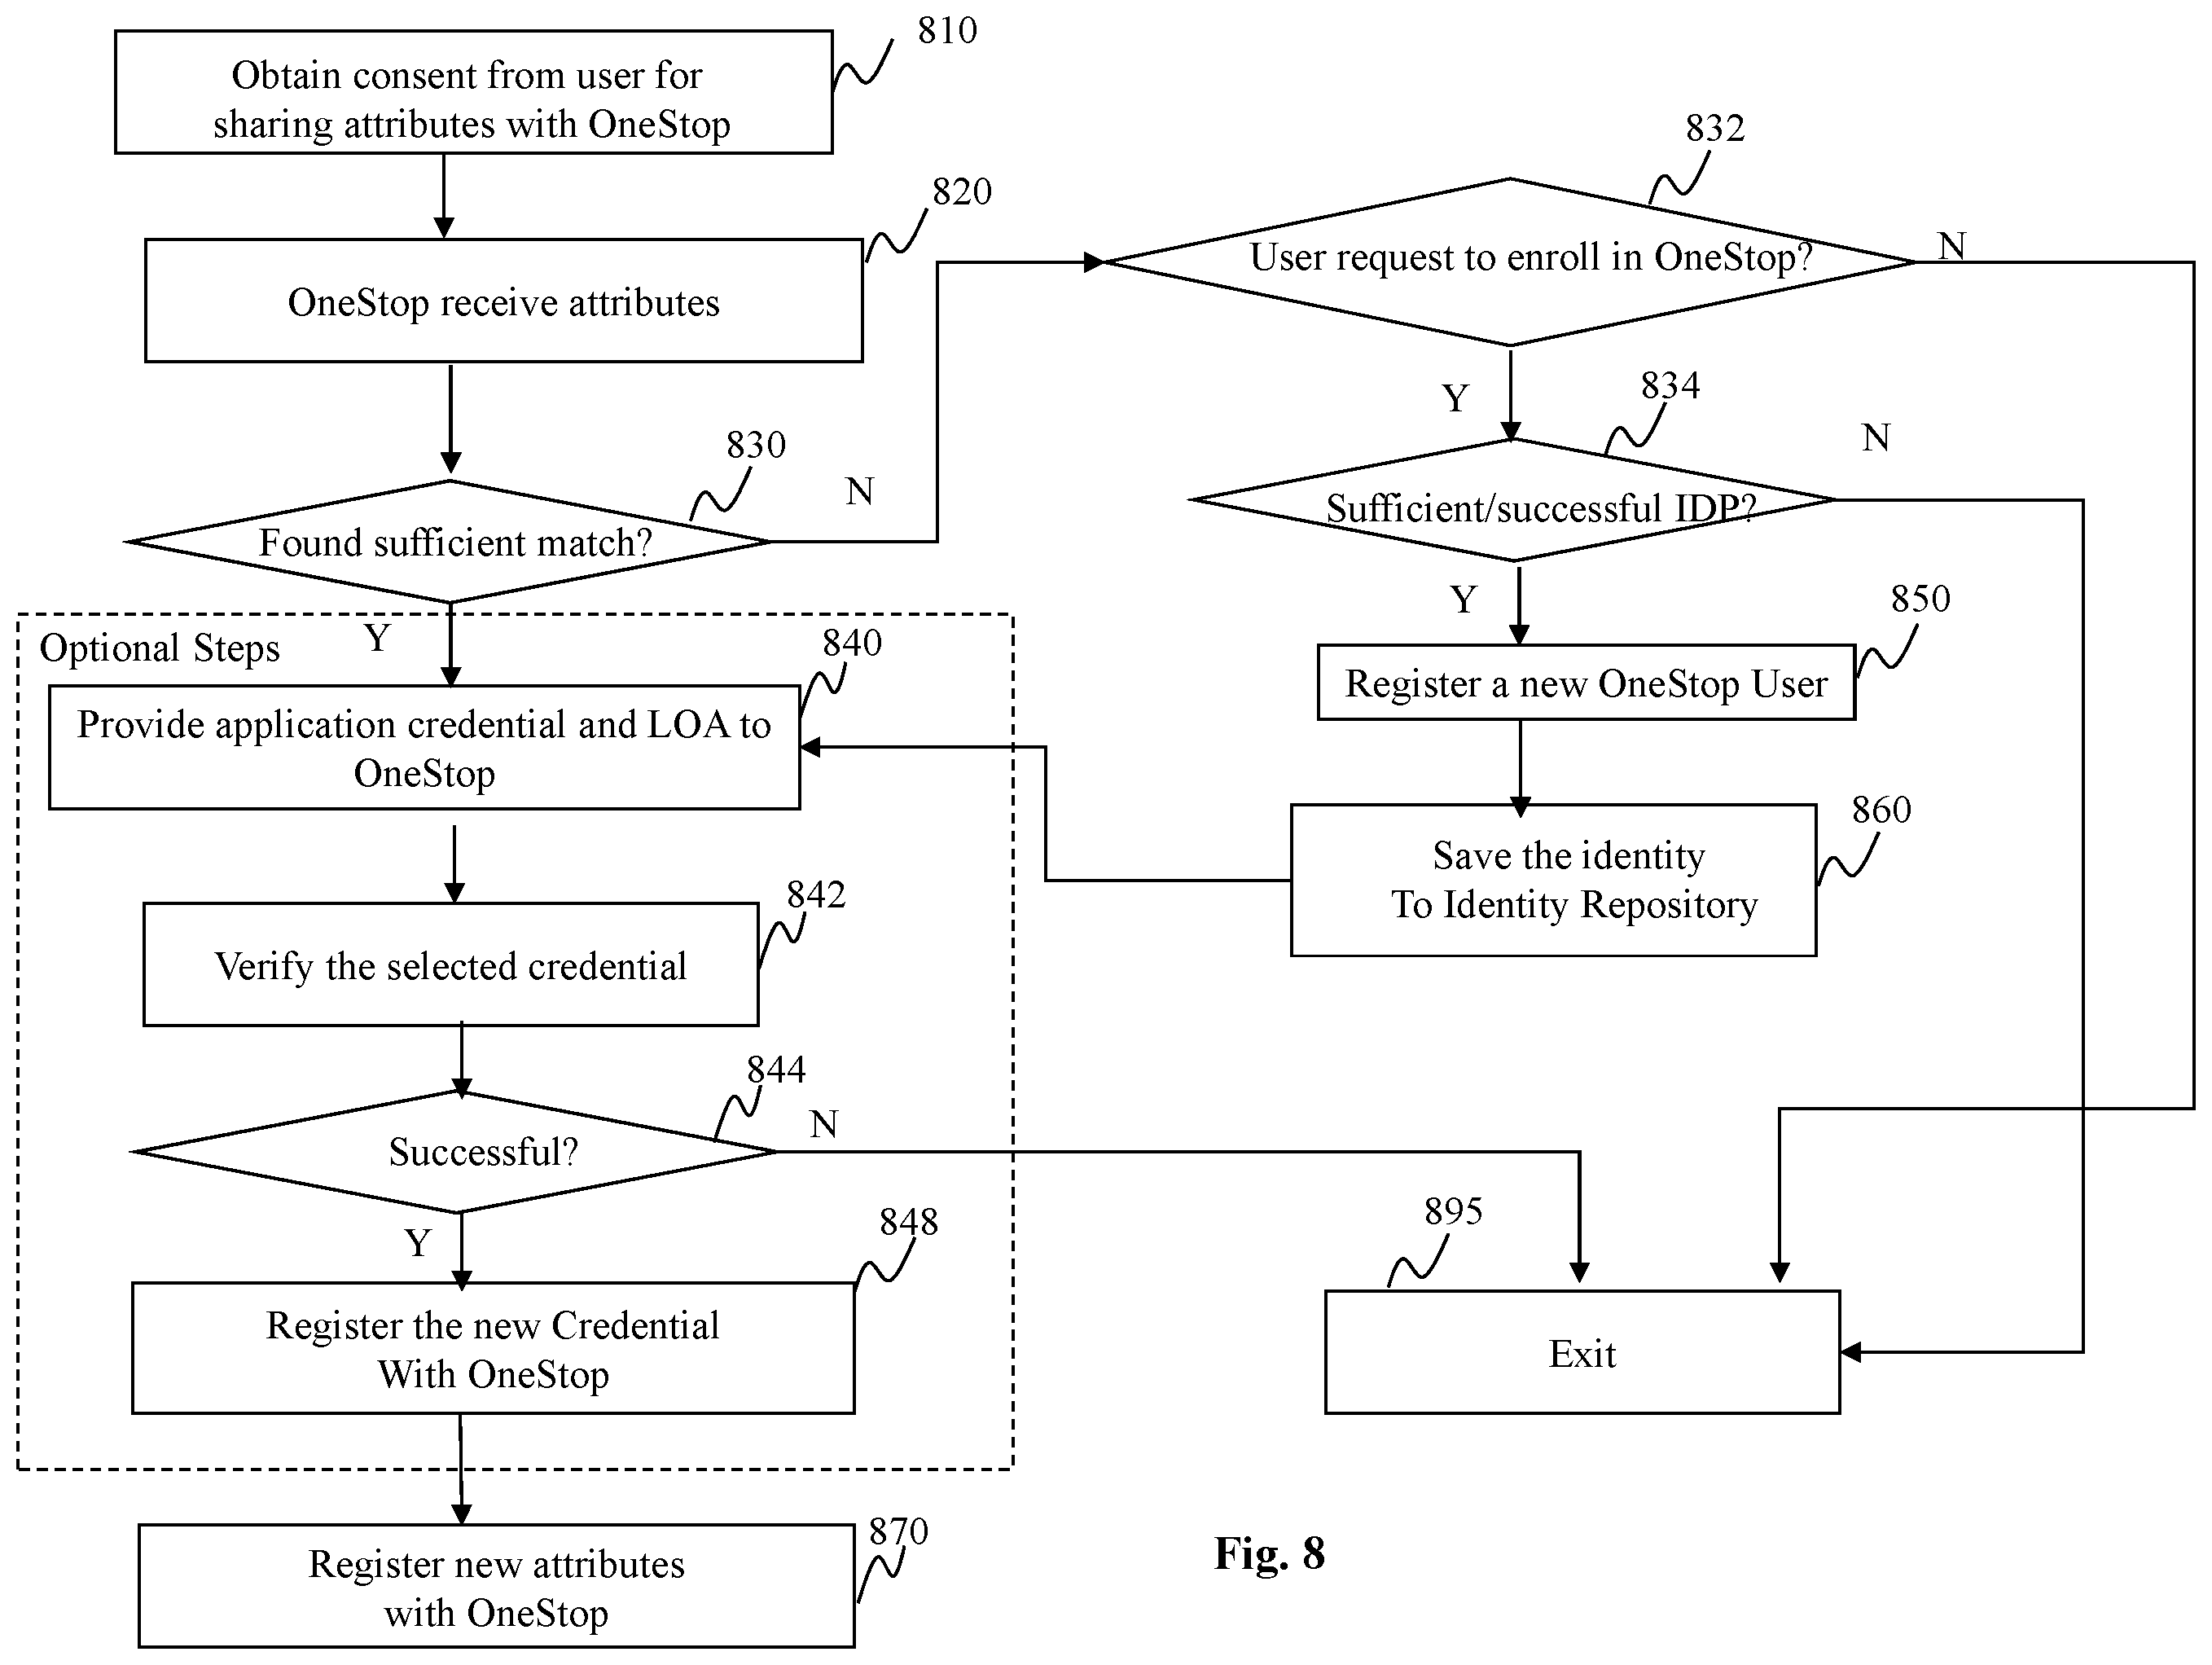 810
Obtain consent from user for
sharing attributes with OneStop
820
OneStop receive attributes
830
Found sufficient match?
N
Y
832
User request to enroll in OneStop?
N
Y
834
Sufficient/successful IDP?
N
Y
850
Register a new OneStop User
860
Save the identity
To Identity Repository
Optional Steps
840
Provide application credential and LOA to
OneStop
842
Verify the selected credential
844
Successful?
N
Y
848
Register the new Credential
With OneStop
895
Exit
870
Register new attributes
with OneStop
Fig. 8